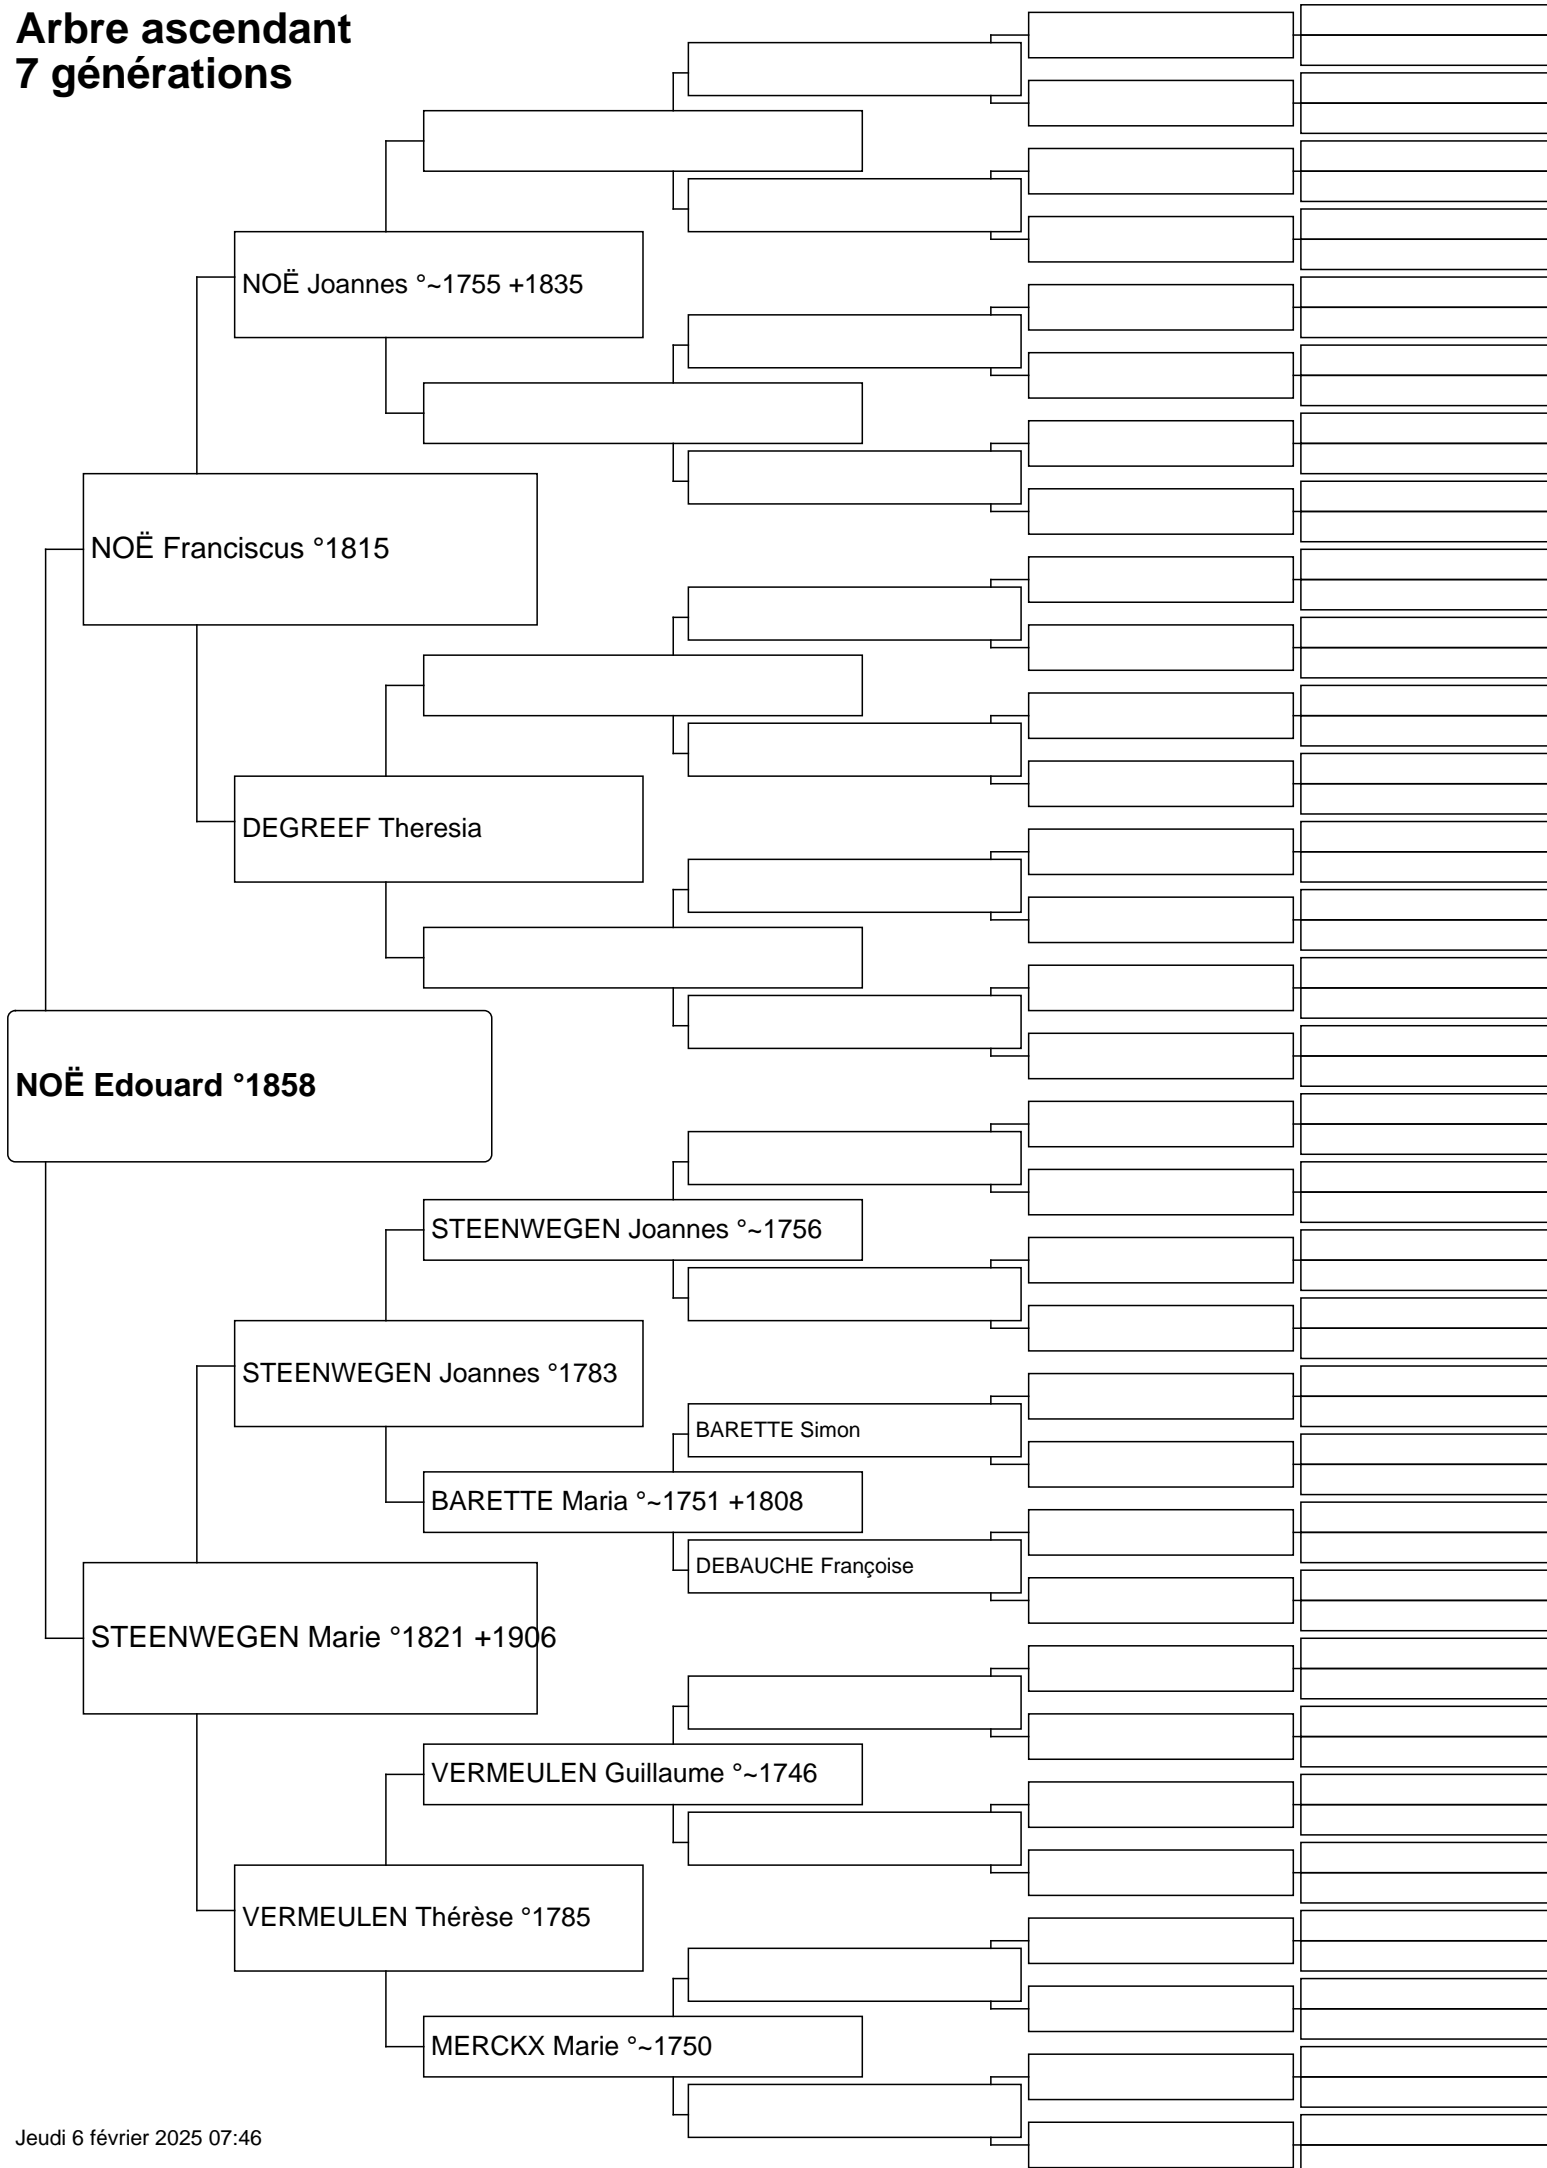 Arbre ascendant
7 générations
NOË Joannes °~1755 +1835
NOË Franciscus °1815
DEGREEF Theresia
NOË Edouard °1858
STEENWEGEN Joannes °~1756
STEENWEGEN Joannes °1783
BARETTE Simon
BARETTE Maria °~1751 +1808
DEBAUCHE Françoise
STEENWEGEN Marie °1821 +1906
VERMEULEN Guillaume °~1746
VERMEULEN Thérèse °1785
MERCKX Marie °~1750
Jeudi 6 février 2025 07:46